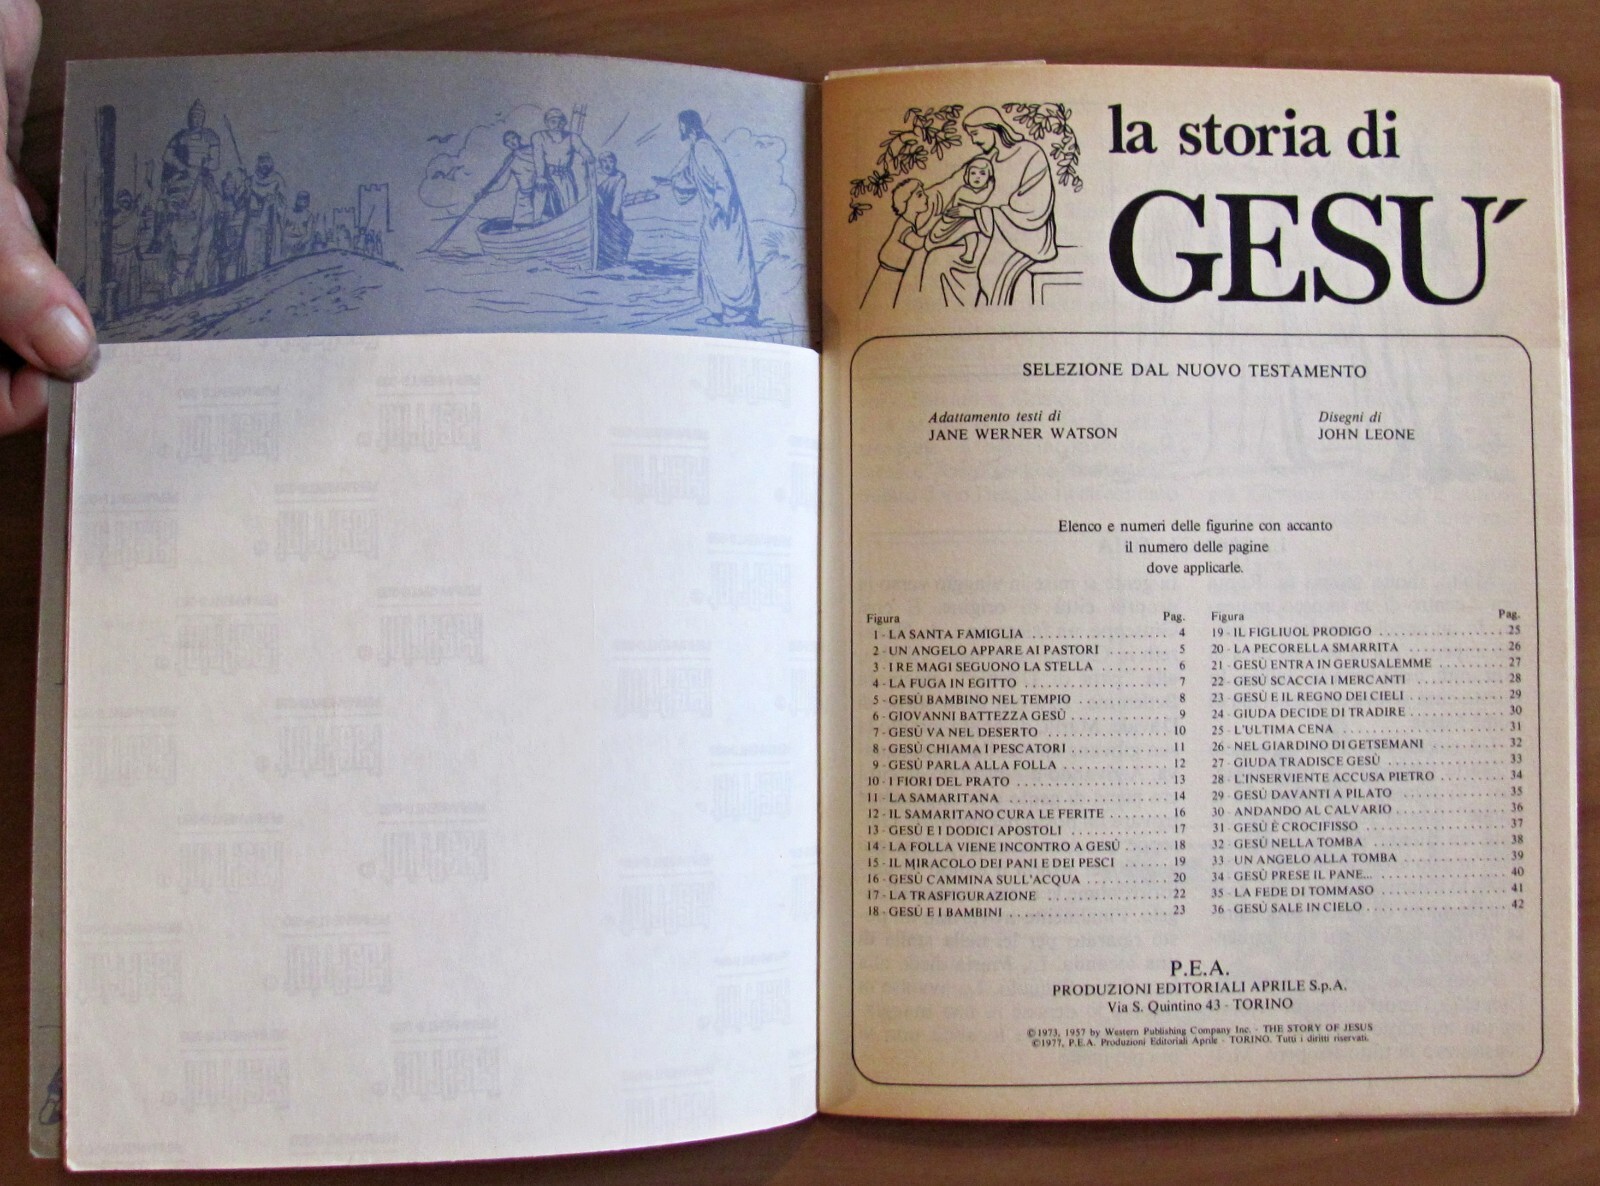 la storia di
GESU´
SELEZIONE DAL NUOVO TESTAMENTO
Adattamento testi di
JANE WERNER WATSON
Disegni di
JOHN LEONE
Elenco e numeri delle figurine con accanto
il numero delle pagine
dove applicarle.
Figura Pag.
1 - LA SANTA FAMIGLIA 4
2 - UN ANGELO APPARE AI PASTORI 5
3 - I RE MAGI SEGUONO LA STELLA 6
4 - LA FUGA IN EGITTO 7
5 - GESÙ BAMBINO NEL TEMPIO 8
6 - GIOVANNI BATTEZZA GESÙ 9
7 - GESÙ VA NEL DESERTO 10
8 - GESÙ CHIAMA I PESCATORI 11
9 - GESÙ PARLA ALLA FOLLA 12
10 - I FIORI DEL PRATO 13
11 - LA SAMARITANA 14
12 - IL SAMARITANO CURA LE FERITE 16
13 - GESÙ E I DODICI APOSTOLI 17
14 - LA FOLLA VIENE INCONTRO A GESÙ 18
15 - IL MIRACOLO DEI PANI E DEI PESCI 19
16 - GESÙ CAMMINA SULL'ACQUA 20
17 - LA TRASFIGURAZIONE 22
18 - GESÙ E I BAMBINI 23
Figura Pag.
19 - IL FIGLIUOL PRODIGO 25
20 - LA PECORELLA SMARRITA 26
21 - GESÙ ENTRA IN GERUSALEMME 27
22 - GESÙ SCACCIA I MERCANTI 28
23 - GESÙ E IL REGNO DEI CIELI 29
24 - GIUDA DECIDE DI TRADIRE 30
25 - L'ULTIMA CENA 31
26 - NEL GIARDINO DI GETSEMANI 32
27 - GIUDA TRADISCE GESÙ 33
28 - L'INSERVIENTE ACCUSA PIETRO 34
29 - GESÙ DAVANTI A PILATO 35
30 - ANDANDO AL CALVARIO 36
31 - GESÙ È CROCIFISSO 37
32 - GESÙ NELLA TOMBA 38
33 - UN ANGELO ALLA TOMBA 39
34 - GESÙ PRESE IL PANE... 40
35 - LA FEDE DI TOMMASO 41
36 - GESÙ SALE IN CIELO 42
P.E.A.
PRODUZIONI EDITORIALI APRILE S.p.A.
Via S. Quintino 43 - TORINO
©1973, 1957 by Western Publishing Company Inc. - THE STORY OF JESUS
©1977, P.E.A. Produzioni Editoriali Aprile - TORINO. Tutti i diritti riservati.